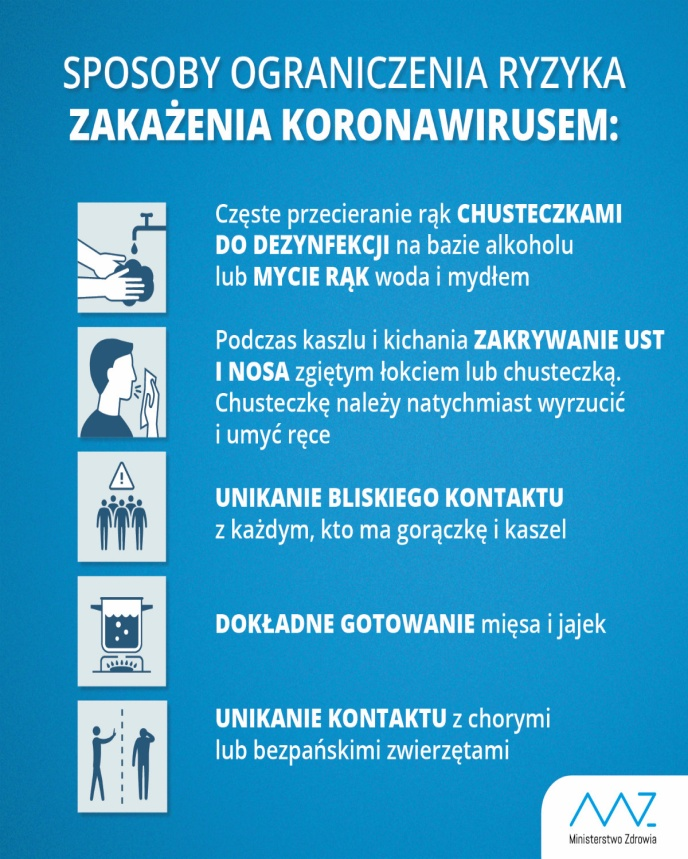 SPOSOBY OGRANICZENIA RYZYKA
ZAKAŻENIA KORONAWIRUSEM:
Częste przecieranie rąk CHUSTECZKAMI
DO DEZYNFEKCJI na bazie alkoholu
lub MYCIE RĄK woda i mydłem
Podczas kaszlu i kichania ZAKRYWANIE UST
I NOSA zgiętym łokciem lub chusteczką.
Chusteczkę należy natychmiast wyrzucić
i umyć ręce
UNIKANIE BLISKIEGO KONTAKTU
z każdym, kto ma gorączkę i kaszel
DOKŁADNE GOTOWANIE mięsa i jajek
UNIKANIE KONTAKTU z chorymi
lub bezpańskimi zwierzętami
MZ
Ministerstwo Zdrowia